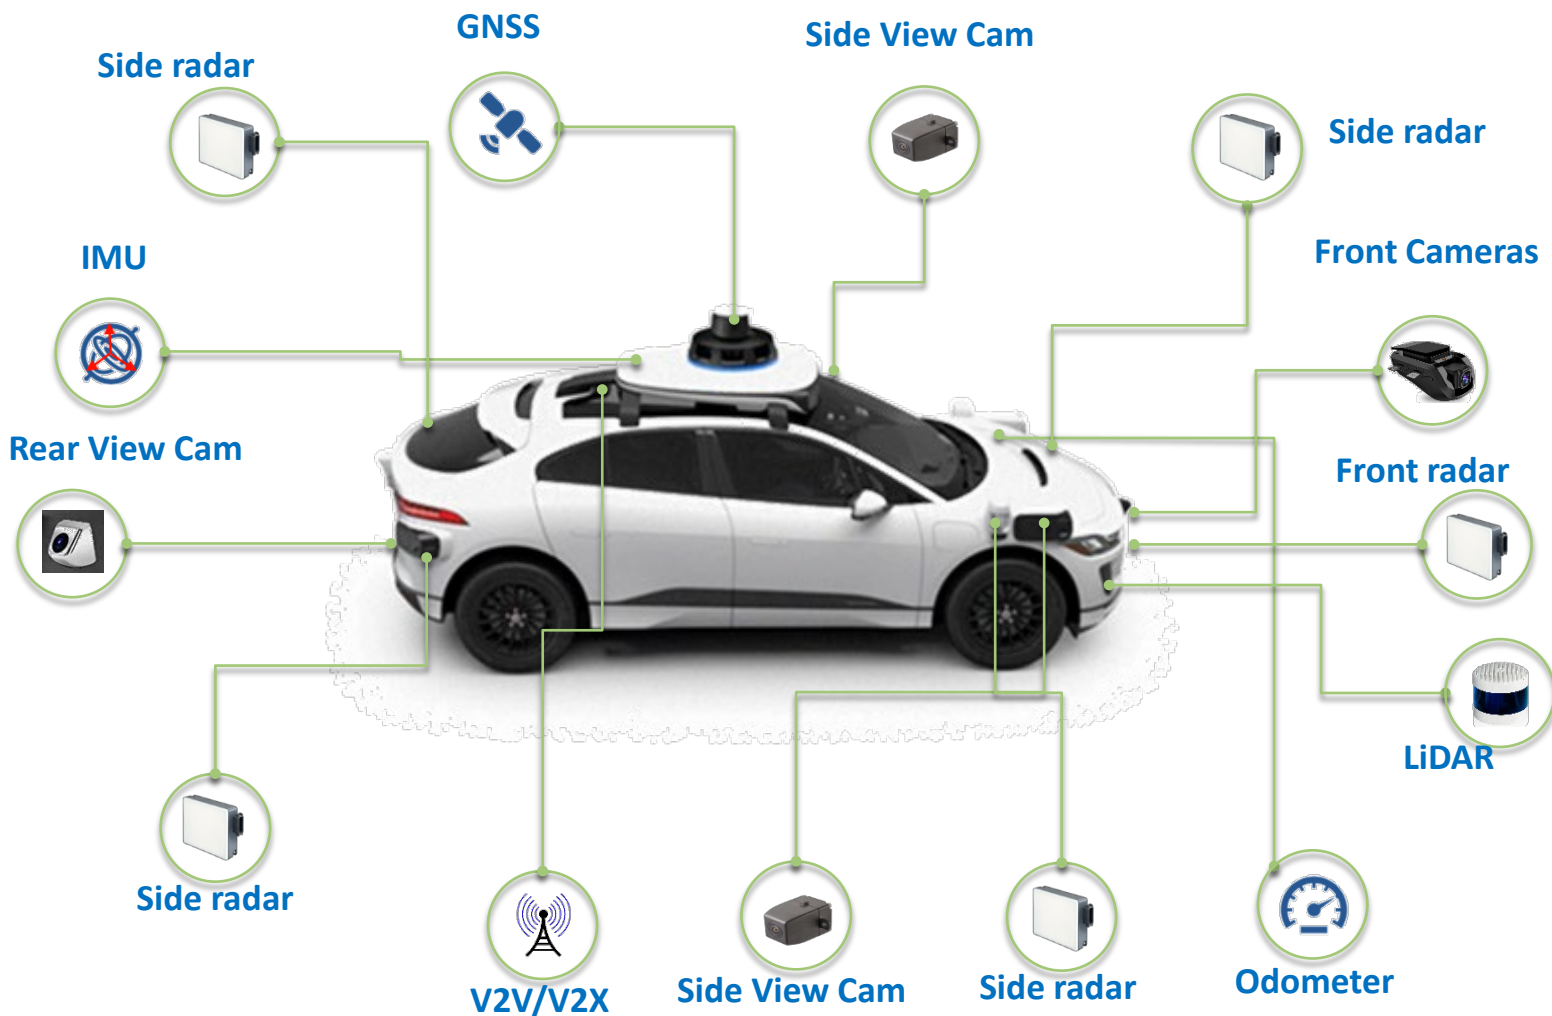 GNSS
Side View Cam
Side radar
Side radar
IMU
Front Cameras
Rear View Cam
Front radar
LiDAR
Side radar
V2V/V2X
Side View Cam
Side radar
Odometer